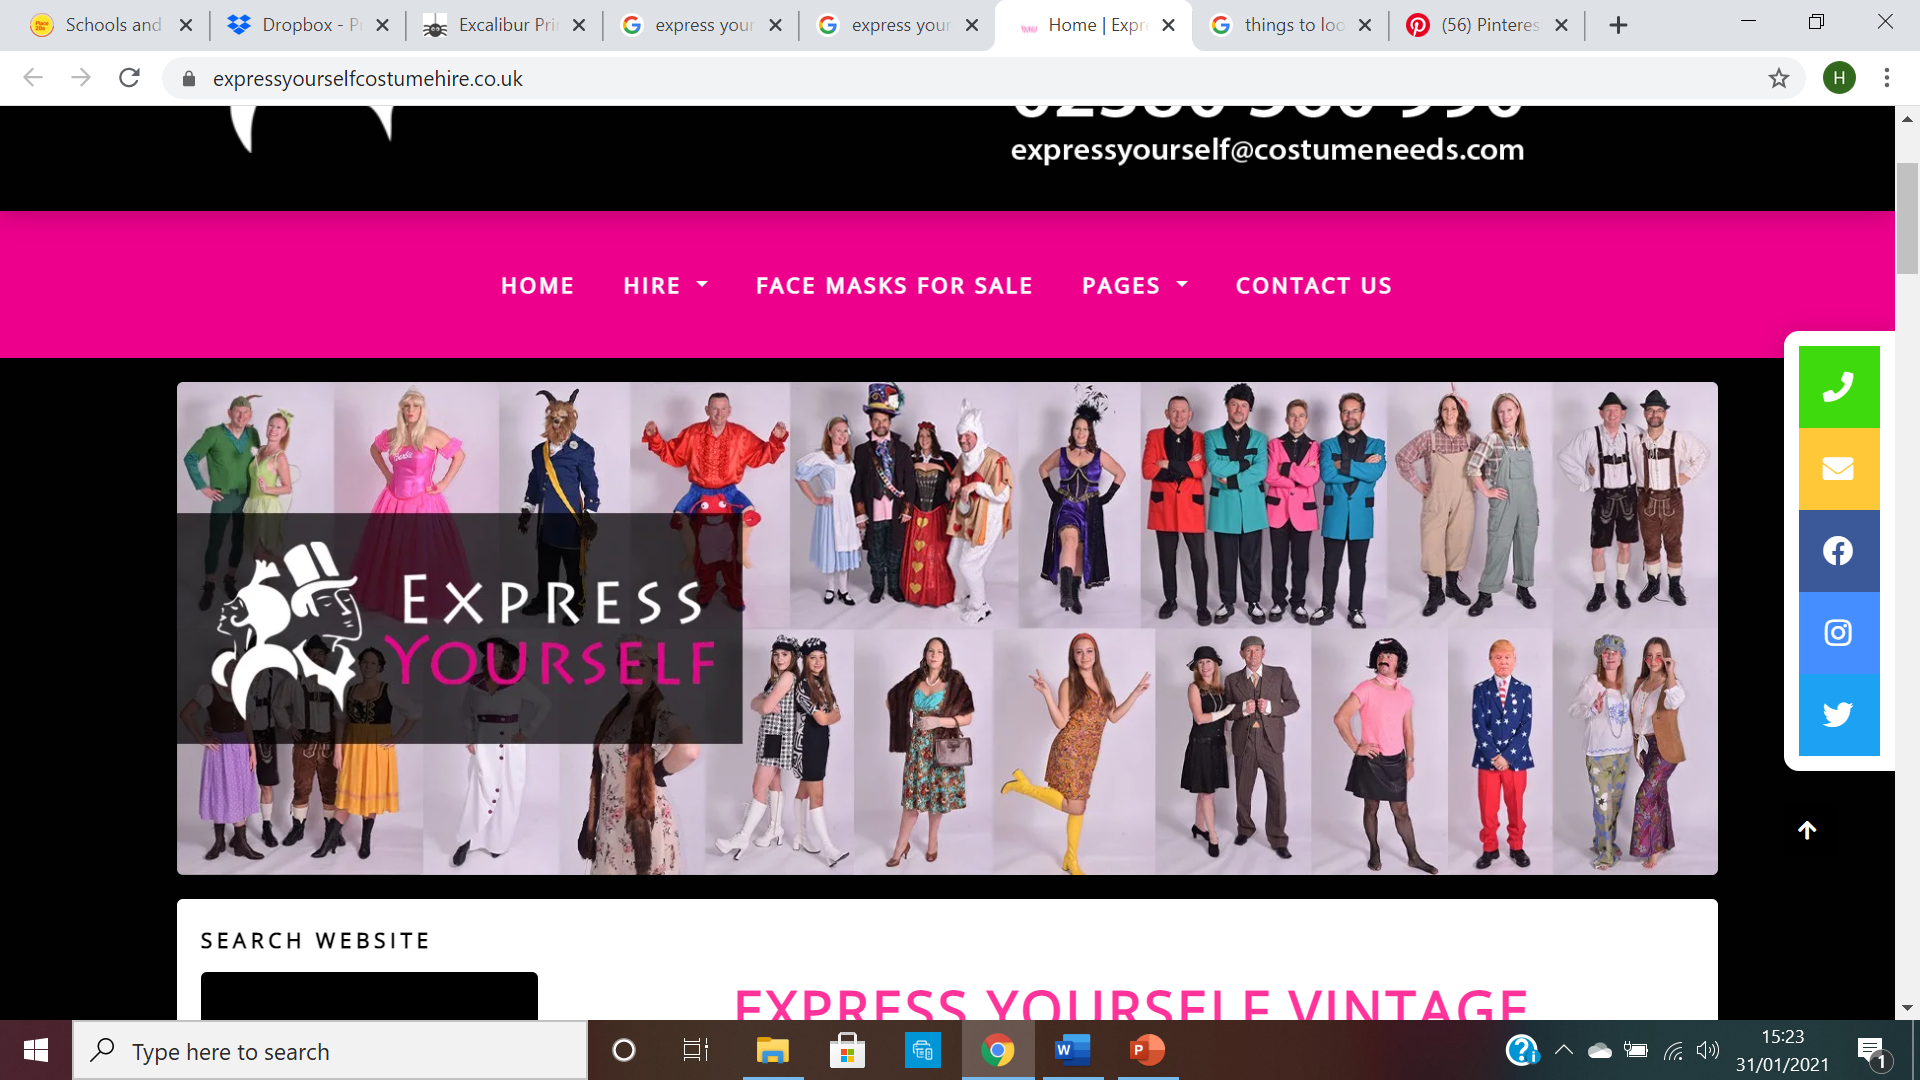 Schools and
Dropbox - P
Excalibur Pri
express your
express your
Home | Expr
things to loo
(56) Pinteres
expressyourselfcostumehire.co.uk
H
expressyourself@costumeneeds.com
HOME
HIRE
FACE MASKS FOR SALE
PAGES
CONTACT US
EXPRESS
YOURSELF
SEARCH WEBSITE
EXPRESS YOURSELF VINTAGE
Type here to search
15:23
31/01/2021
1